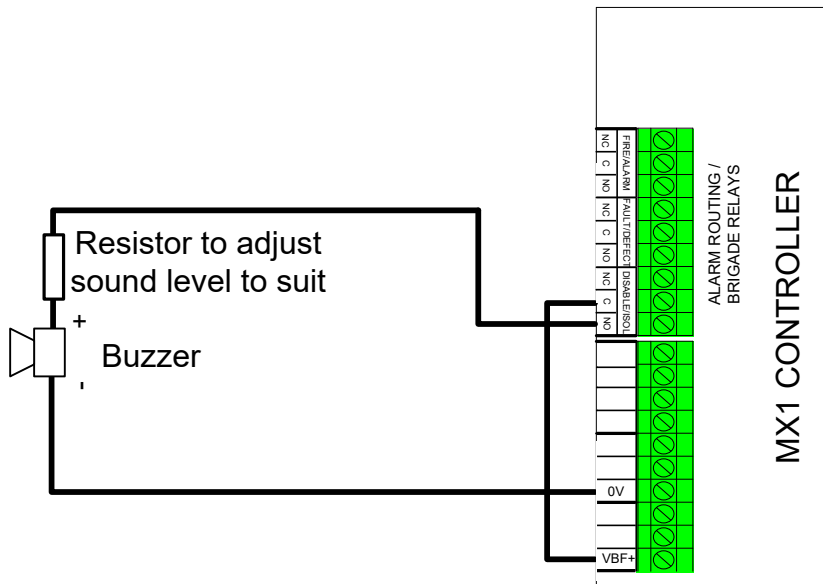 Resistor to adjust
sound level to suit
+
Buzzer
-
NC
C
NO
FIRE/ALARM
NC
C
NO
FAULT/DEFECT
NC
C
NO
DISABLE/ISOL
0V
VBF+
ALARM ROUTING /
BRIGADE RELAYS
MX1 CONTROLLER